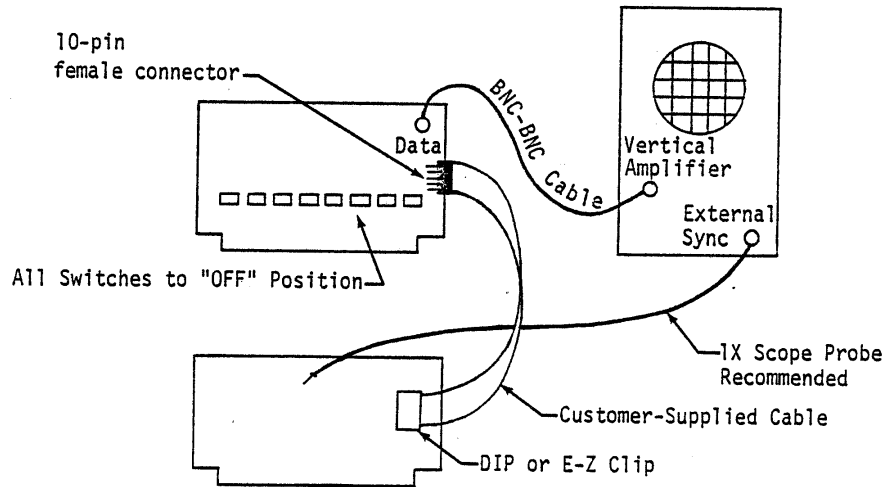 10-pin
female connector
Data
BNC-BNC Cable
Vertical
Amplifier
External
Sync
All Switches to "OFF" Position
1X Scope Probe
Recommended
Customer-Supplied Cable
DIP or E-Z Clip